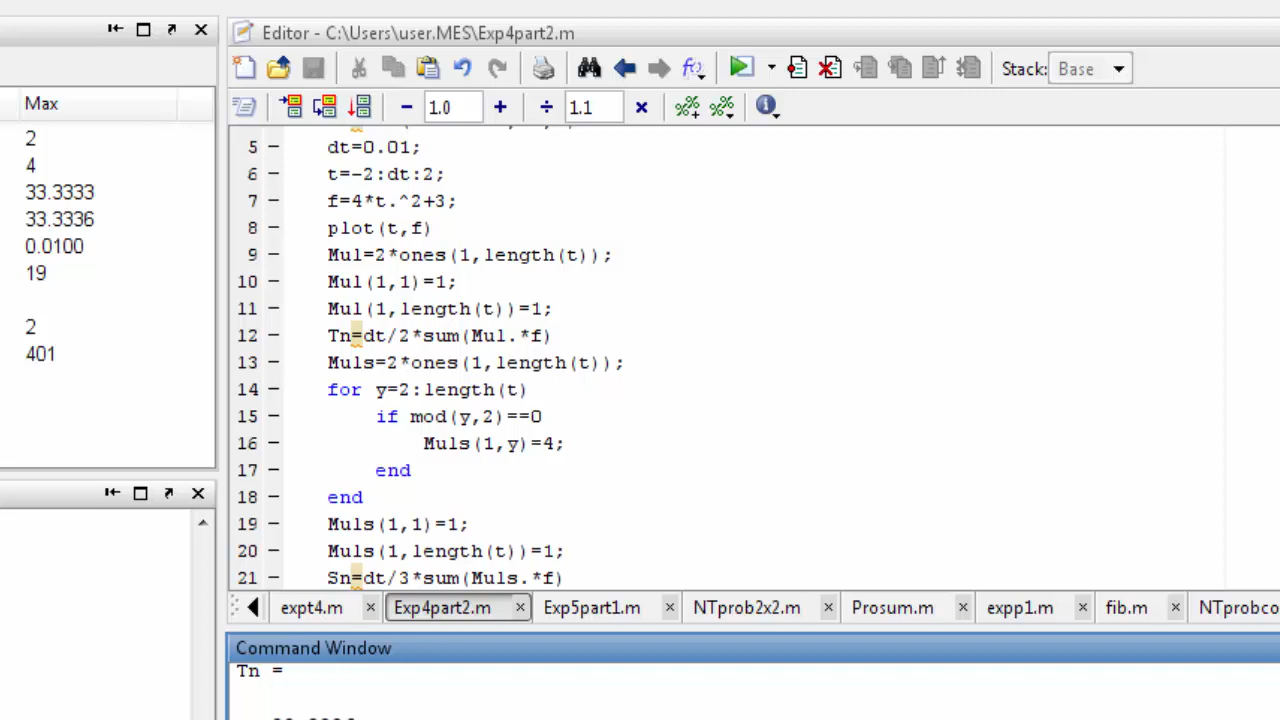 Editor - C:\Users\user.MES\Exp4part2.m
Stack: Base
1.0
1.1
Max
2
4
33.3333
33.3336
0.0100
19
2
401
5 - dt=0.01;
6 - t=-2:dt:2;
7 - f=4*t.^2+3;
8 - plot(t,f)
9 - Mul=2*ones(1,length(t));
10 - Mul(1,1)=1;
11 - Mul(1,length(t))=1;
12 - Tn=dt/2*sum(Mul.*f)
13 - Muls=2*ones(1,length(t));
14 - for y=2:length(t)
15 - if mod(y,2)==0
16 - Muls(1,y)=4;
17 - end
18 - end
19 - Muls(1,1)=1;
20 - Muls(1,length(t))=1;
21 - Sn=dt/3*sum(Muls.*f)
expt4.m Exp4part2.m Exp5part1.m NTprob2x2.m Prosum.m expp1.m fib.m NTprobco
Command Window
Tn =